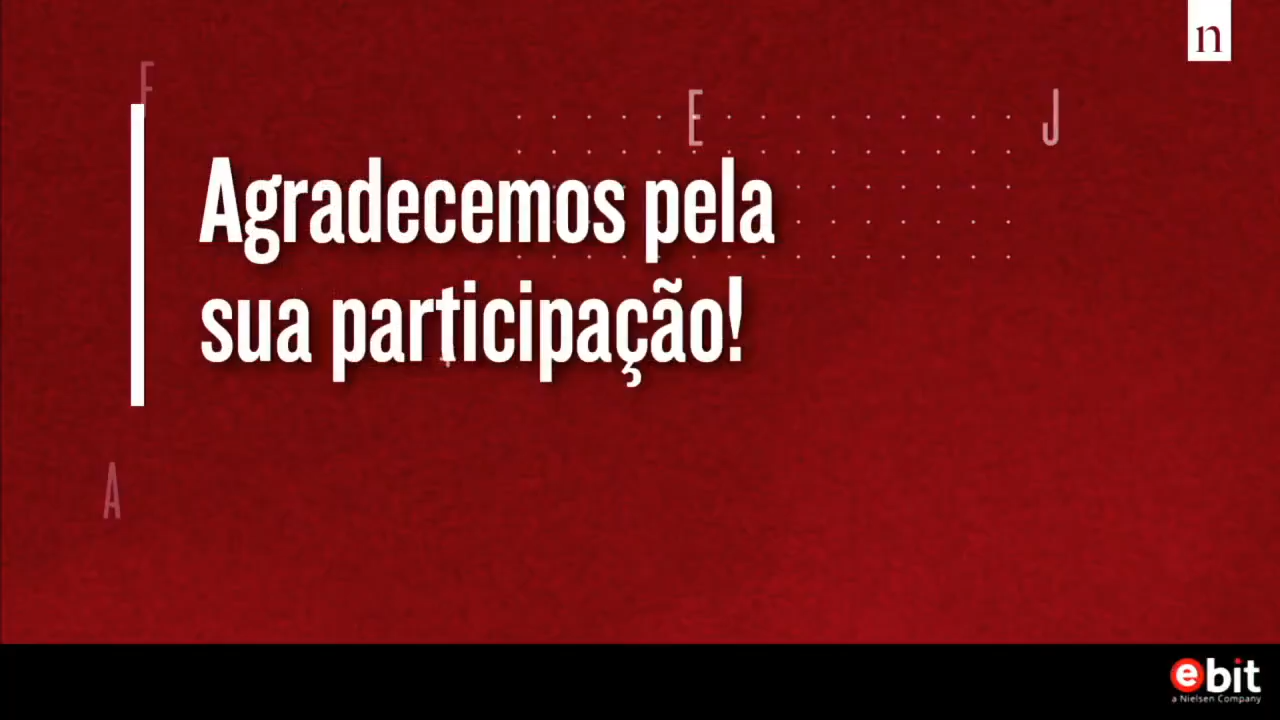 n
F
E
J
Agradecemos pela
sua participação!
A
ebit
a Nielsen Company